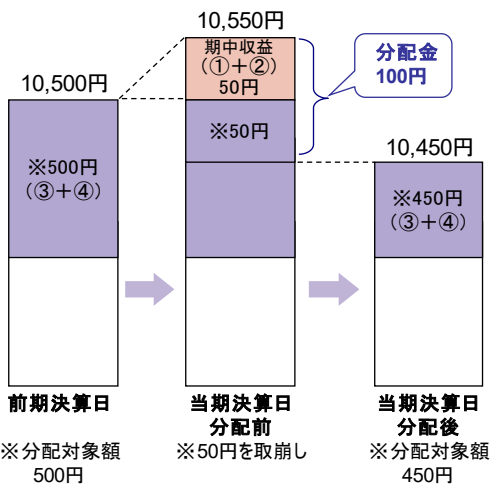 10,550円
期中収益
(①+②)
50円
分配金
100円
10,500円
※50円
10,450円
※500円
(③+④)
※450円
(③+④)
前期決算日
当期決算日
分配前
当期決算日
分配後
※分配対象額
500円
※50円を取崩し
※分配対象額
450円